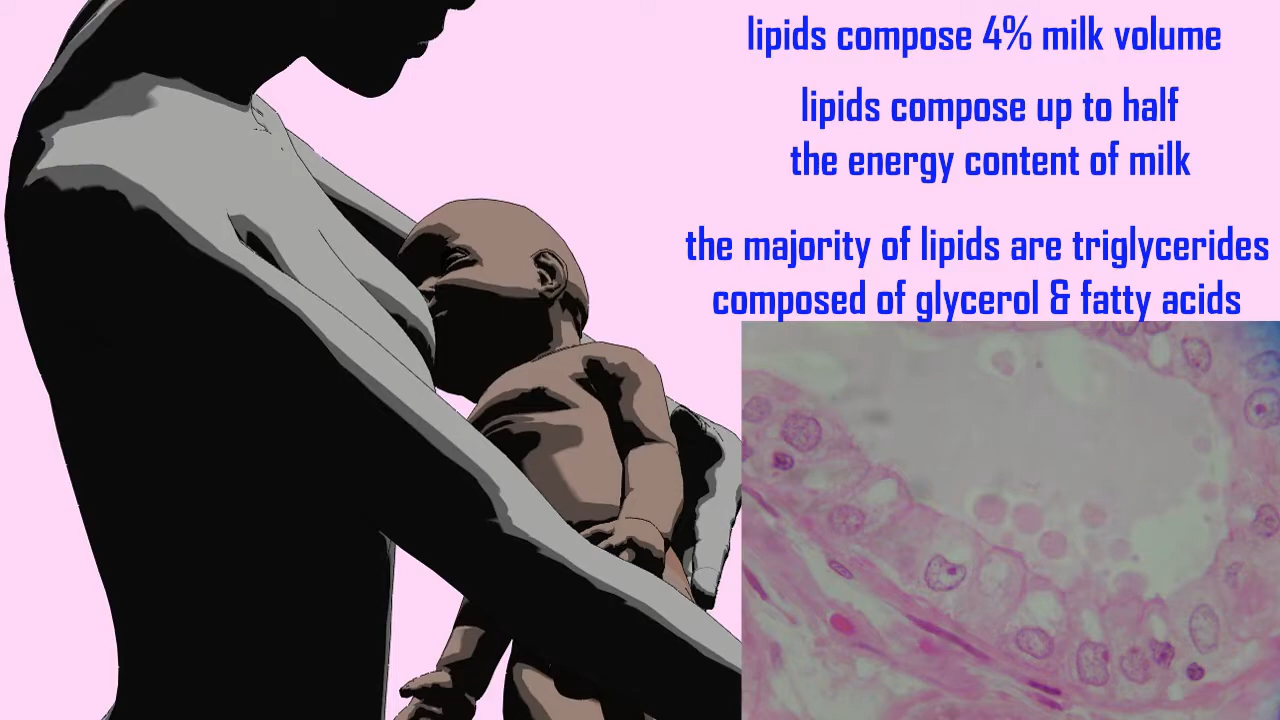 lipids compose 4% milk volume
lipids compose up to half
the energy content of milk
the majority of lipids are triglycerides
composed of glycerol & fatty acids